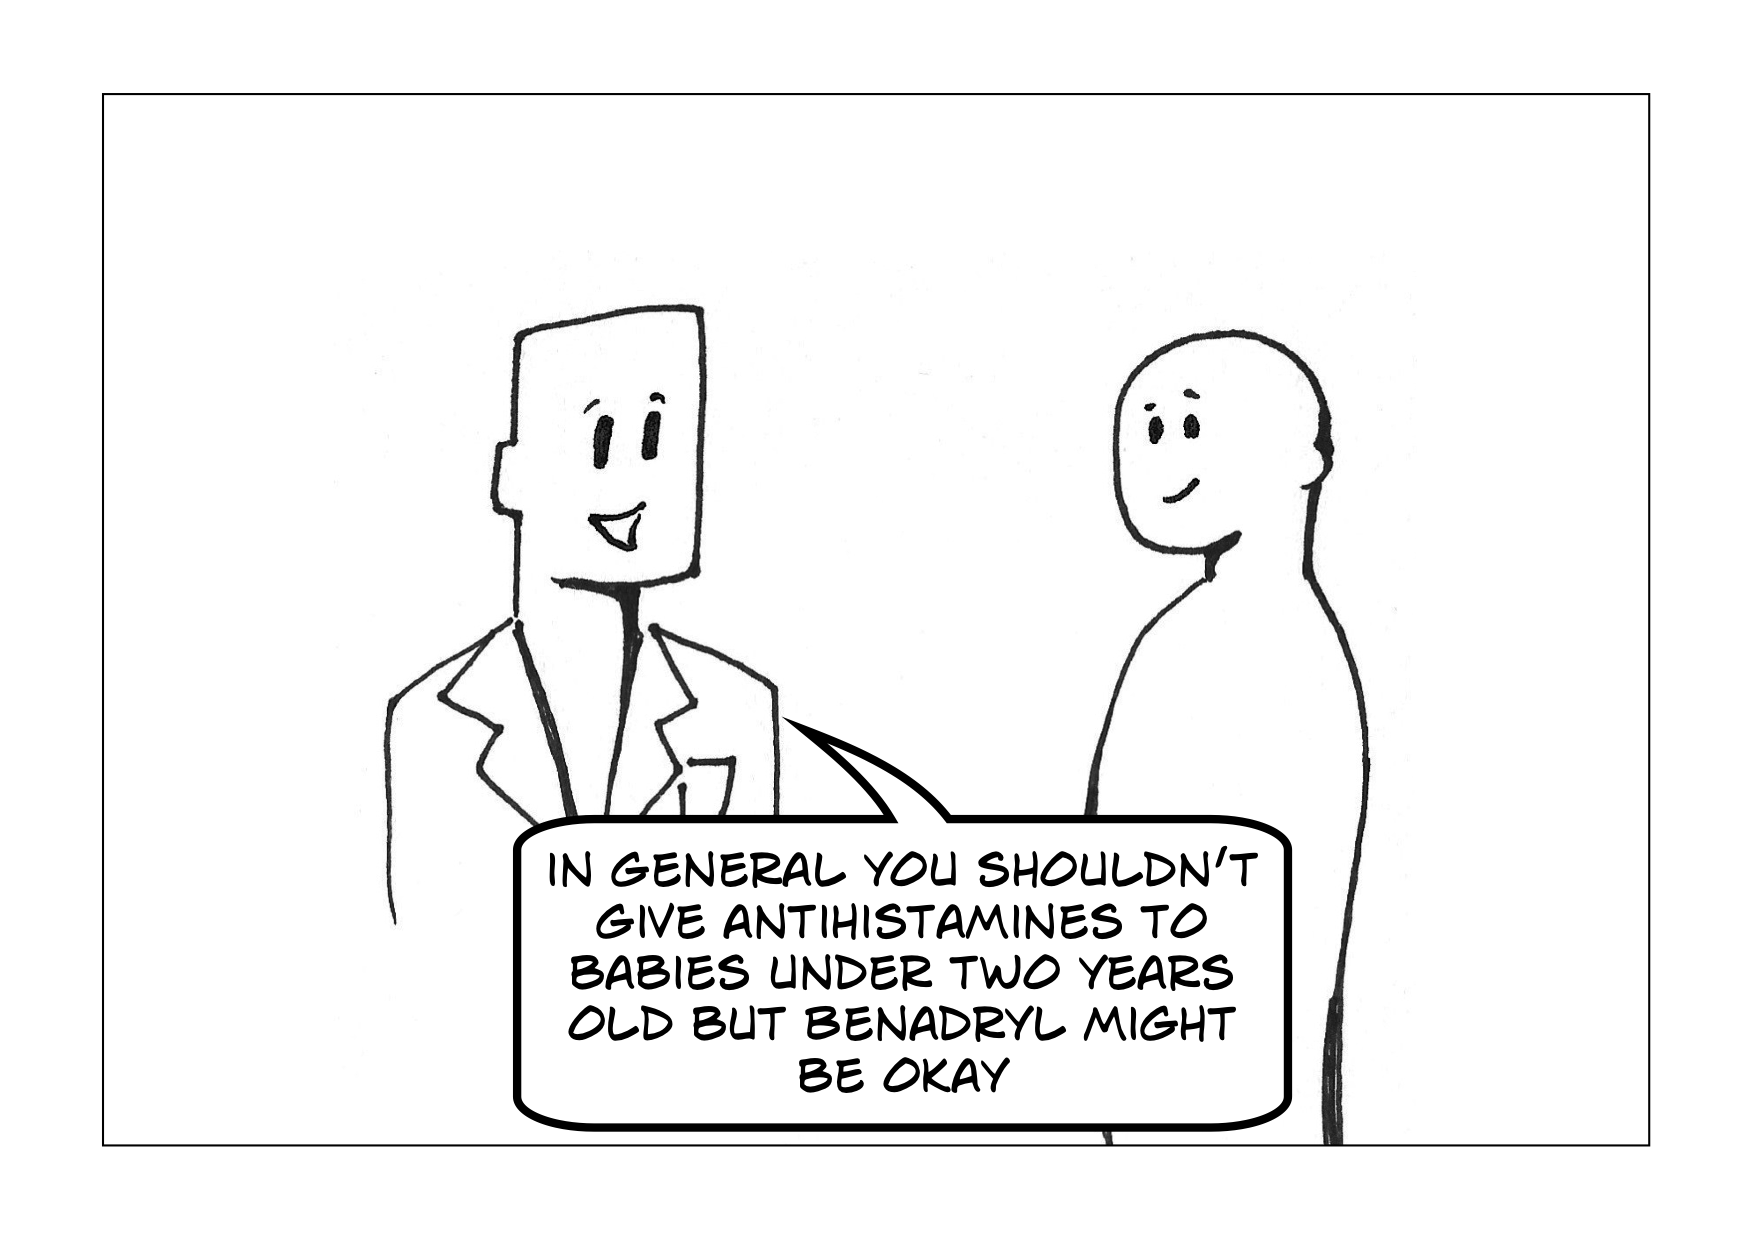 IN GENERAL YOU SHOULDN'T
GIVE ANTIHISTAMINES TO
BABIES UNDER TWO YEARS
OLD BUT BENADRYL MIGHT
BE OKAY